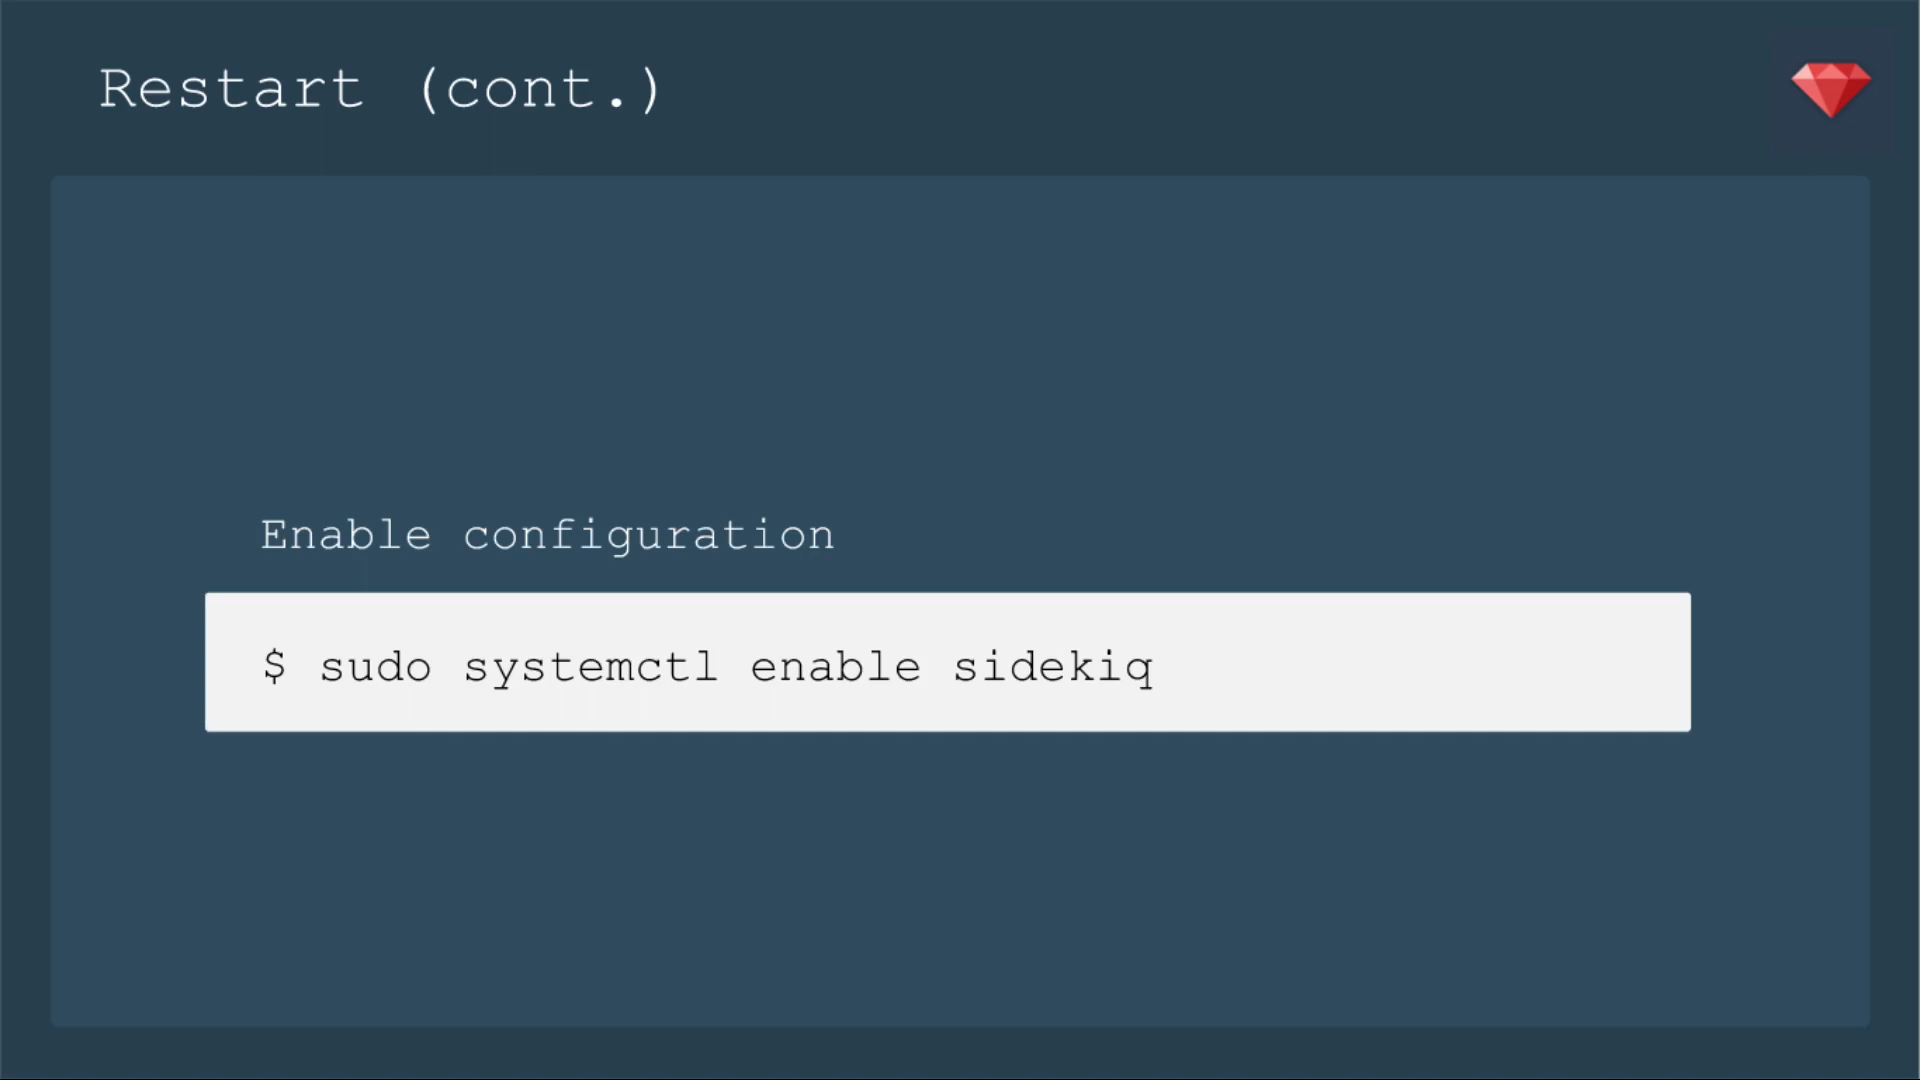 Restart (cont.)
Enable configuration
$ sudo systemctl enable sidekiq